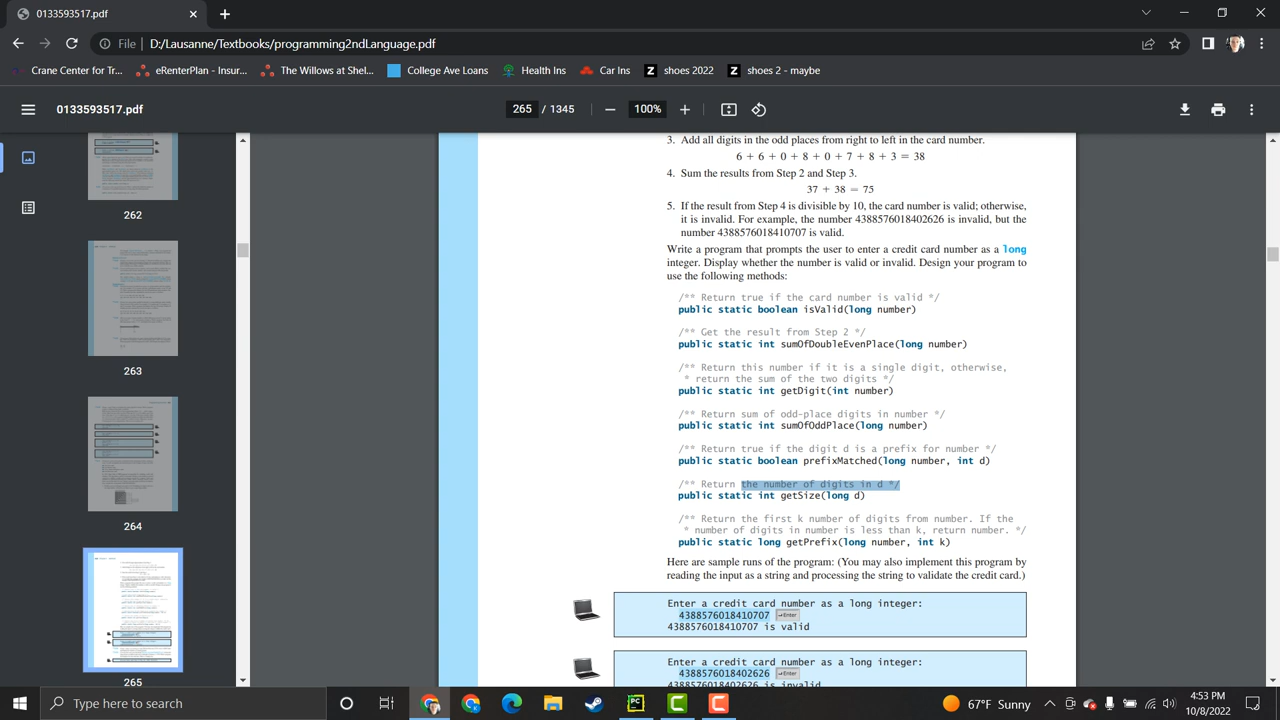 0133593517.pdf
File
D:/Lausanne/Textbooks/programming2ndLanguage.pdf
Crane Center for Tr...
eRenterPlan - Insur...
The Willows at Shel...
College Ave Loans
Health Ins
Car Ins
shoes 2023
shoes 2 - maybe
0133593517.pdf
265 / 1345
100%
262
263
264
265
3. Add all digits in the odd places from right to left in the card number.
6 + 6 + 0 + 8 + 0 + 7 + 8 + 3 = 38
4. Sum the results from Step 2 and Step 3.
37 + 38 = 75
5. If the result from Step 4 is divisible by 10, the card number is valid; otherwise,
it is invalid. For example, the number 4388576018402626 is invalid, but the
number 4388576018410707 is valid.
Write a program that prompts the user to enter a credit card number as a long
integer. Display whether the number is valid or invalid. Design your program to
use the following methods:
/** Return true if the card number is valid */
public static boolean isValid(long number)
/** Get the result from Step 2 */
public static int sumOfDoubleEvenPlace(long number)
/** Return this number if it is a single digit, otherwise,
* return the sum of the two digits */
public static int getDigit(int number)
/** Return sum of odd-place digits in number */
public static int sumOfOddPlace(long number)
/** Return true if the digit d is a prefix for number */
public static boolean prefixMatched(long number, int d)
/** Return the number of digits in d */
public static int getSize(long d)
/** Return the first k number of digits from number. If the
* number of digits in number is less than k, return number. */
public static long getPrefix(long number, int k)
Here are sample runs of the program: (You may also implement this program by
reading the input as a string and processing the string to validate the credit card.)
Enter a credit card number as a long integer:
4388576018410707 ↵Enter
4388576018410707 is valid
Enter a credit card number as a long integer:
4388576018402626 ↵Enter
4388576018402626 is invalid
Type here to search
67°F Sunny
4:53 PM
10/8/2022